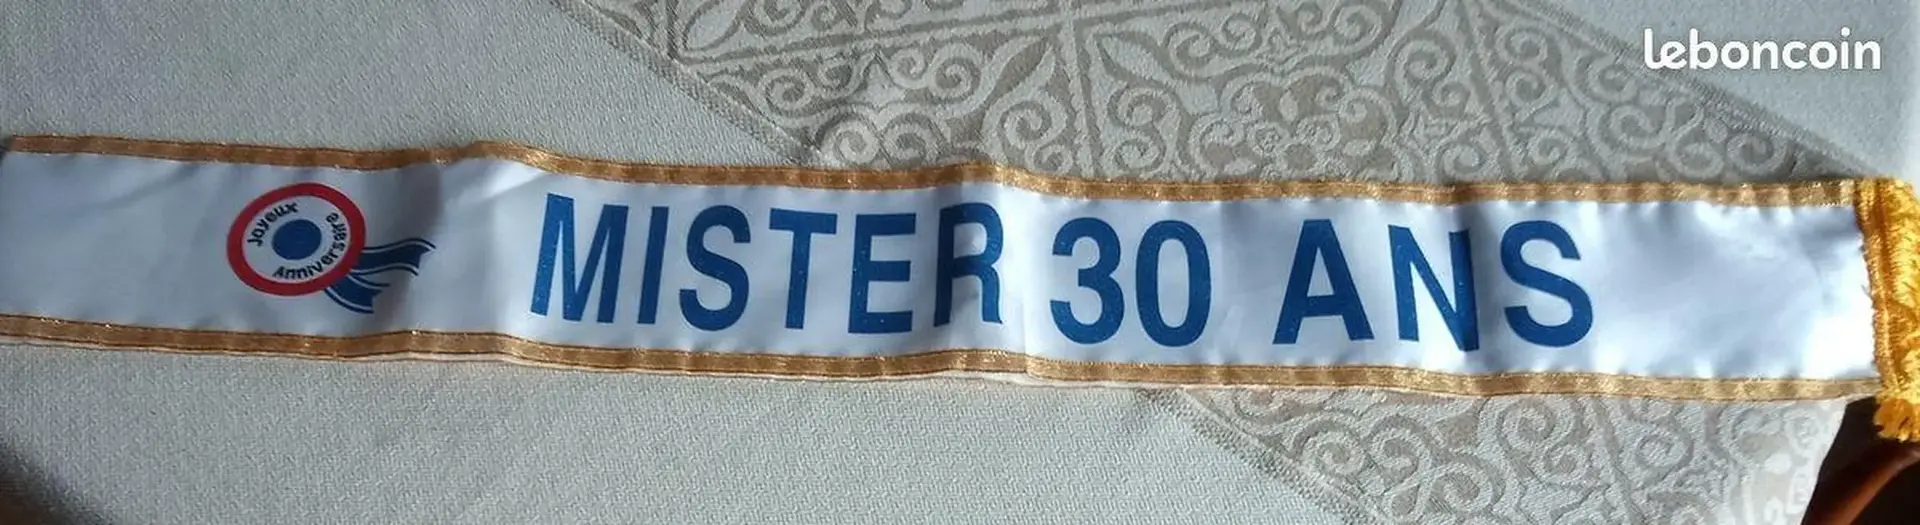 leboncoin
Joyeux
Anniversaire
MISTER 30 ANS